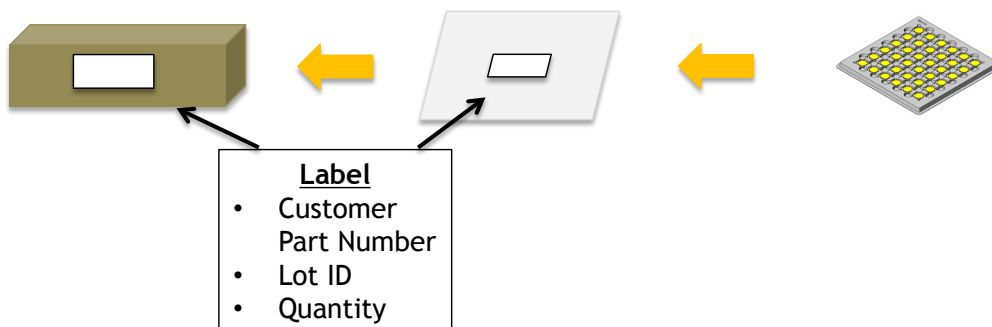 Label
• Customer
Part Number
• Lot ID
• Quantity